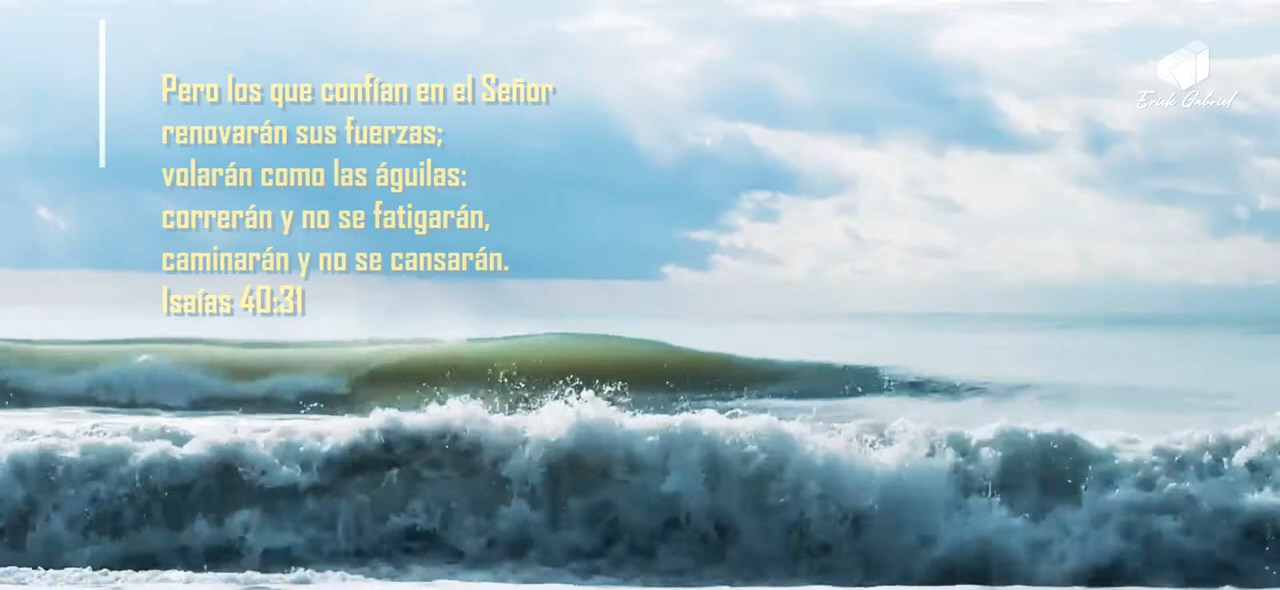 Pero los que confían en el Señor
renovarán sus fuerzas;
volarán como las águilas:
correrán y no se fatigarán,
caminarán y no se cansarán.
Isaías 40:31
Erick Gabriel